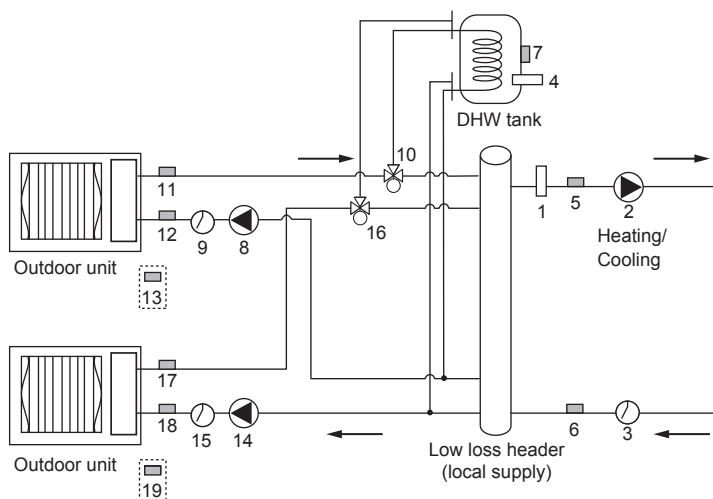 7
4
DHW tank
10
11
12
9
8
16
1
5
2
Heating/
Cooling
Outdoor unit
13
17
18
15
14
6
3
Low loss header
(local supply)
Outdoor unit
19